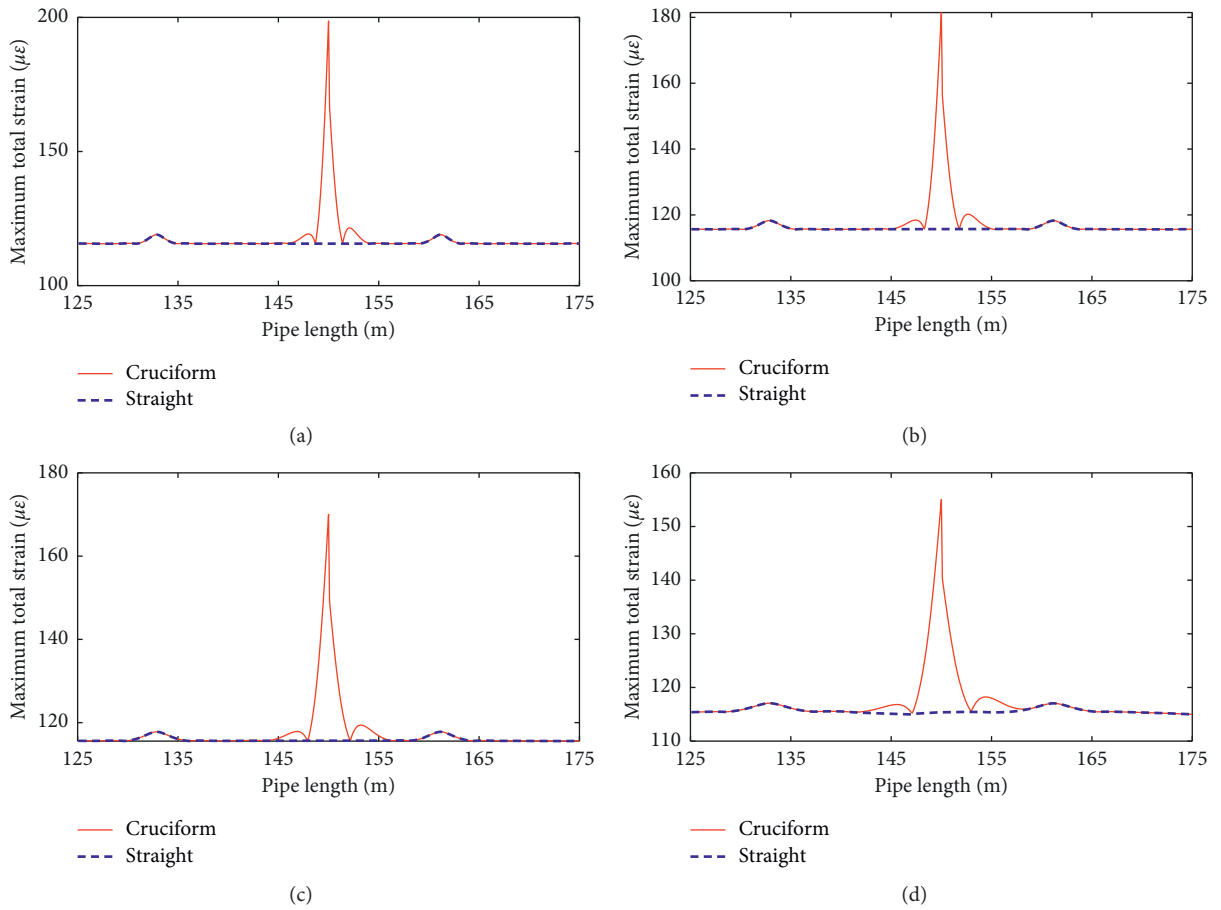 200
150
100
Maximum total strain (με)
125 135 145 155 165 175
Pipe length (m)
Cruciform
Straight
(a)
180
160
140
120
100
Maximum total strain (με)
125 135 145 155 165 175
Pipe length (m)
Cruciform
Straight
(b)
180
160
140
120
Maximum total strain (με)
125 135 145 155 165 175
Pipe length (m)
Cruciform
Straight
(c)
160
150
140
130
120
110
Maximum total strain (με)
125 135 145 155 165 175
Pipe length (m)
Cruciform
Straight
(d)